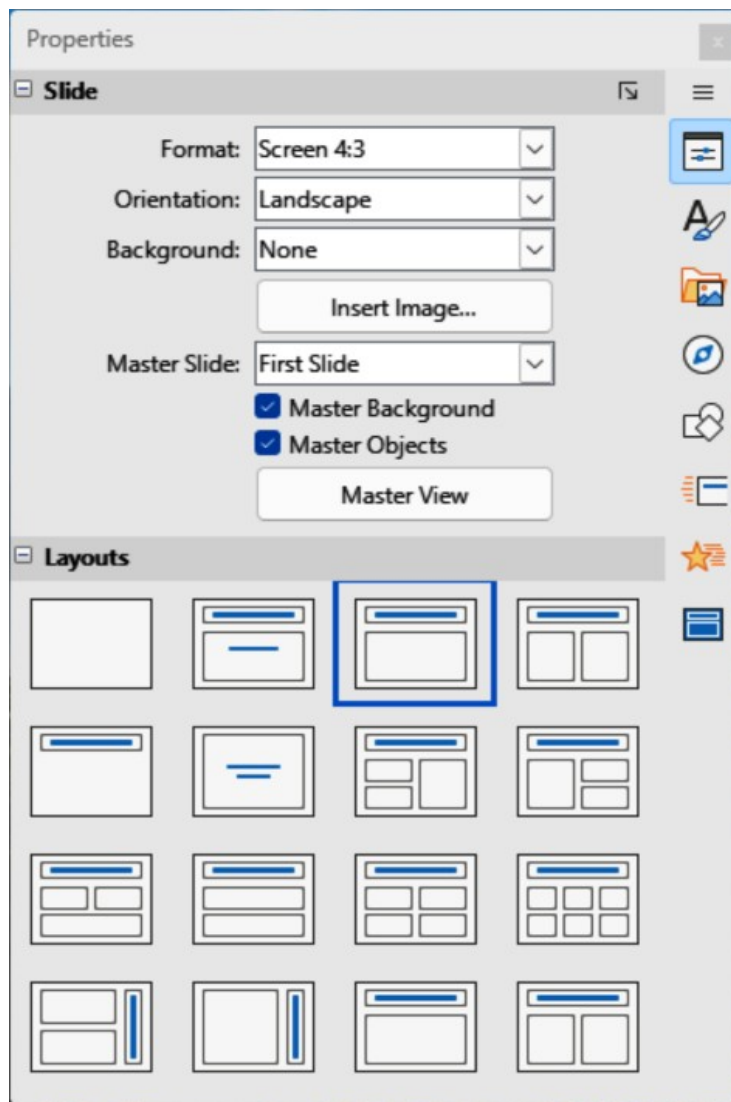 Properties
Slide
Format: Screen 4:3
Orientation: Landscape
Background: None
Insert Image...
Master Slide: First Slide
Master Background
Master Objects
Master View
Layouts